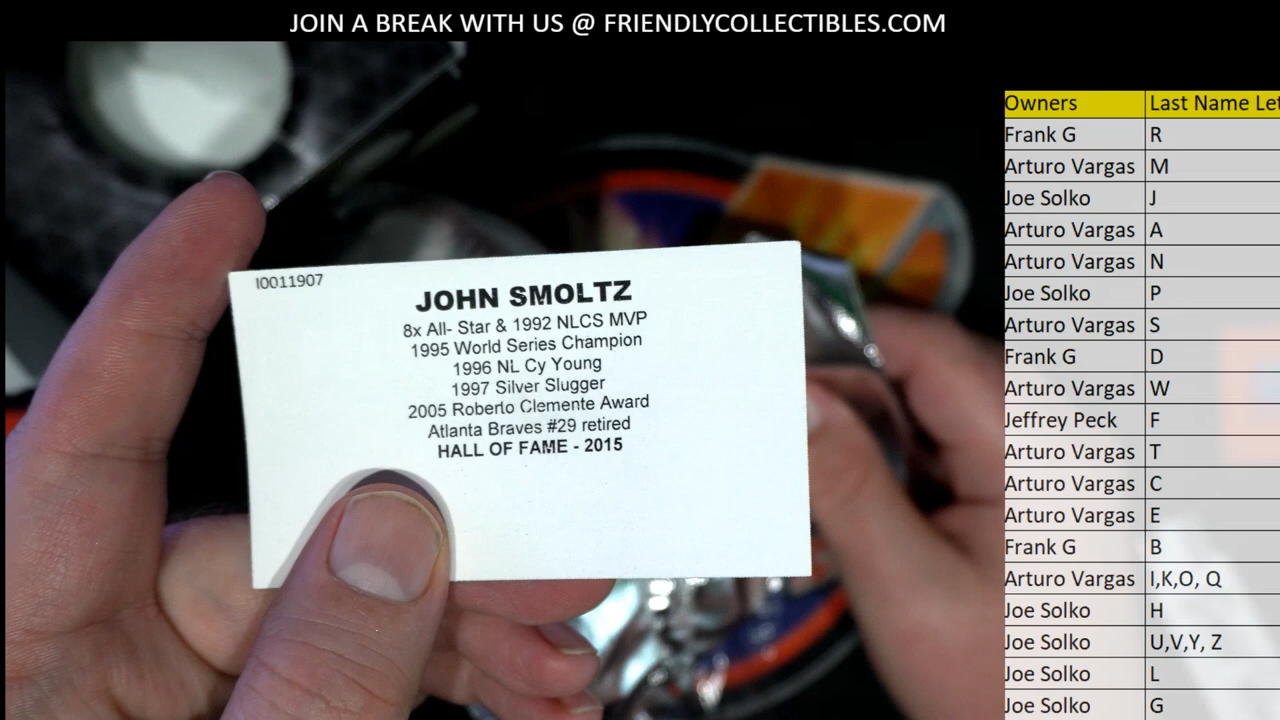 JOIN A BREAK WITH US @ FRIENDLYCOLLECTIBLES.COM
I0011907
JOHN SMOLTZ
8x All- Star & 1992 NLCS MVP
1995 World Series Champion
1996 NL Cy Young
1997 Silver Slugger
2005 Roberto Clemente Award
Atlanta Braves #29 retired
HALL OF FAME - 2015
Owners Last Name Let
Frank G R
Arturo Vargas M
Joe Solko J
Arturo Vargas A
Arturo Vargas N
Joe Solko P
Arturo Vargas S
Frank G D
Arturo Vargas W
Jeffrey Peck F
Arturo Vargas T
Arturo Vargas C
Arturo Vargas E
Frank G B
Arturo Vargas I,K,O, Q
Joe Solko H
Joe Solko U,V,Y, Z
Joe Solko L
Joe Solko G